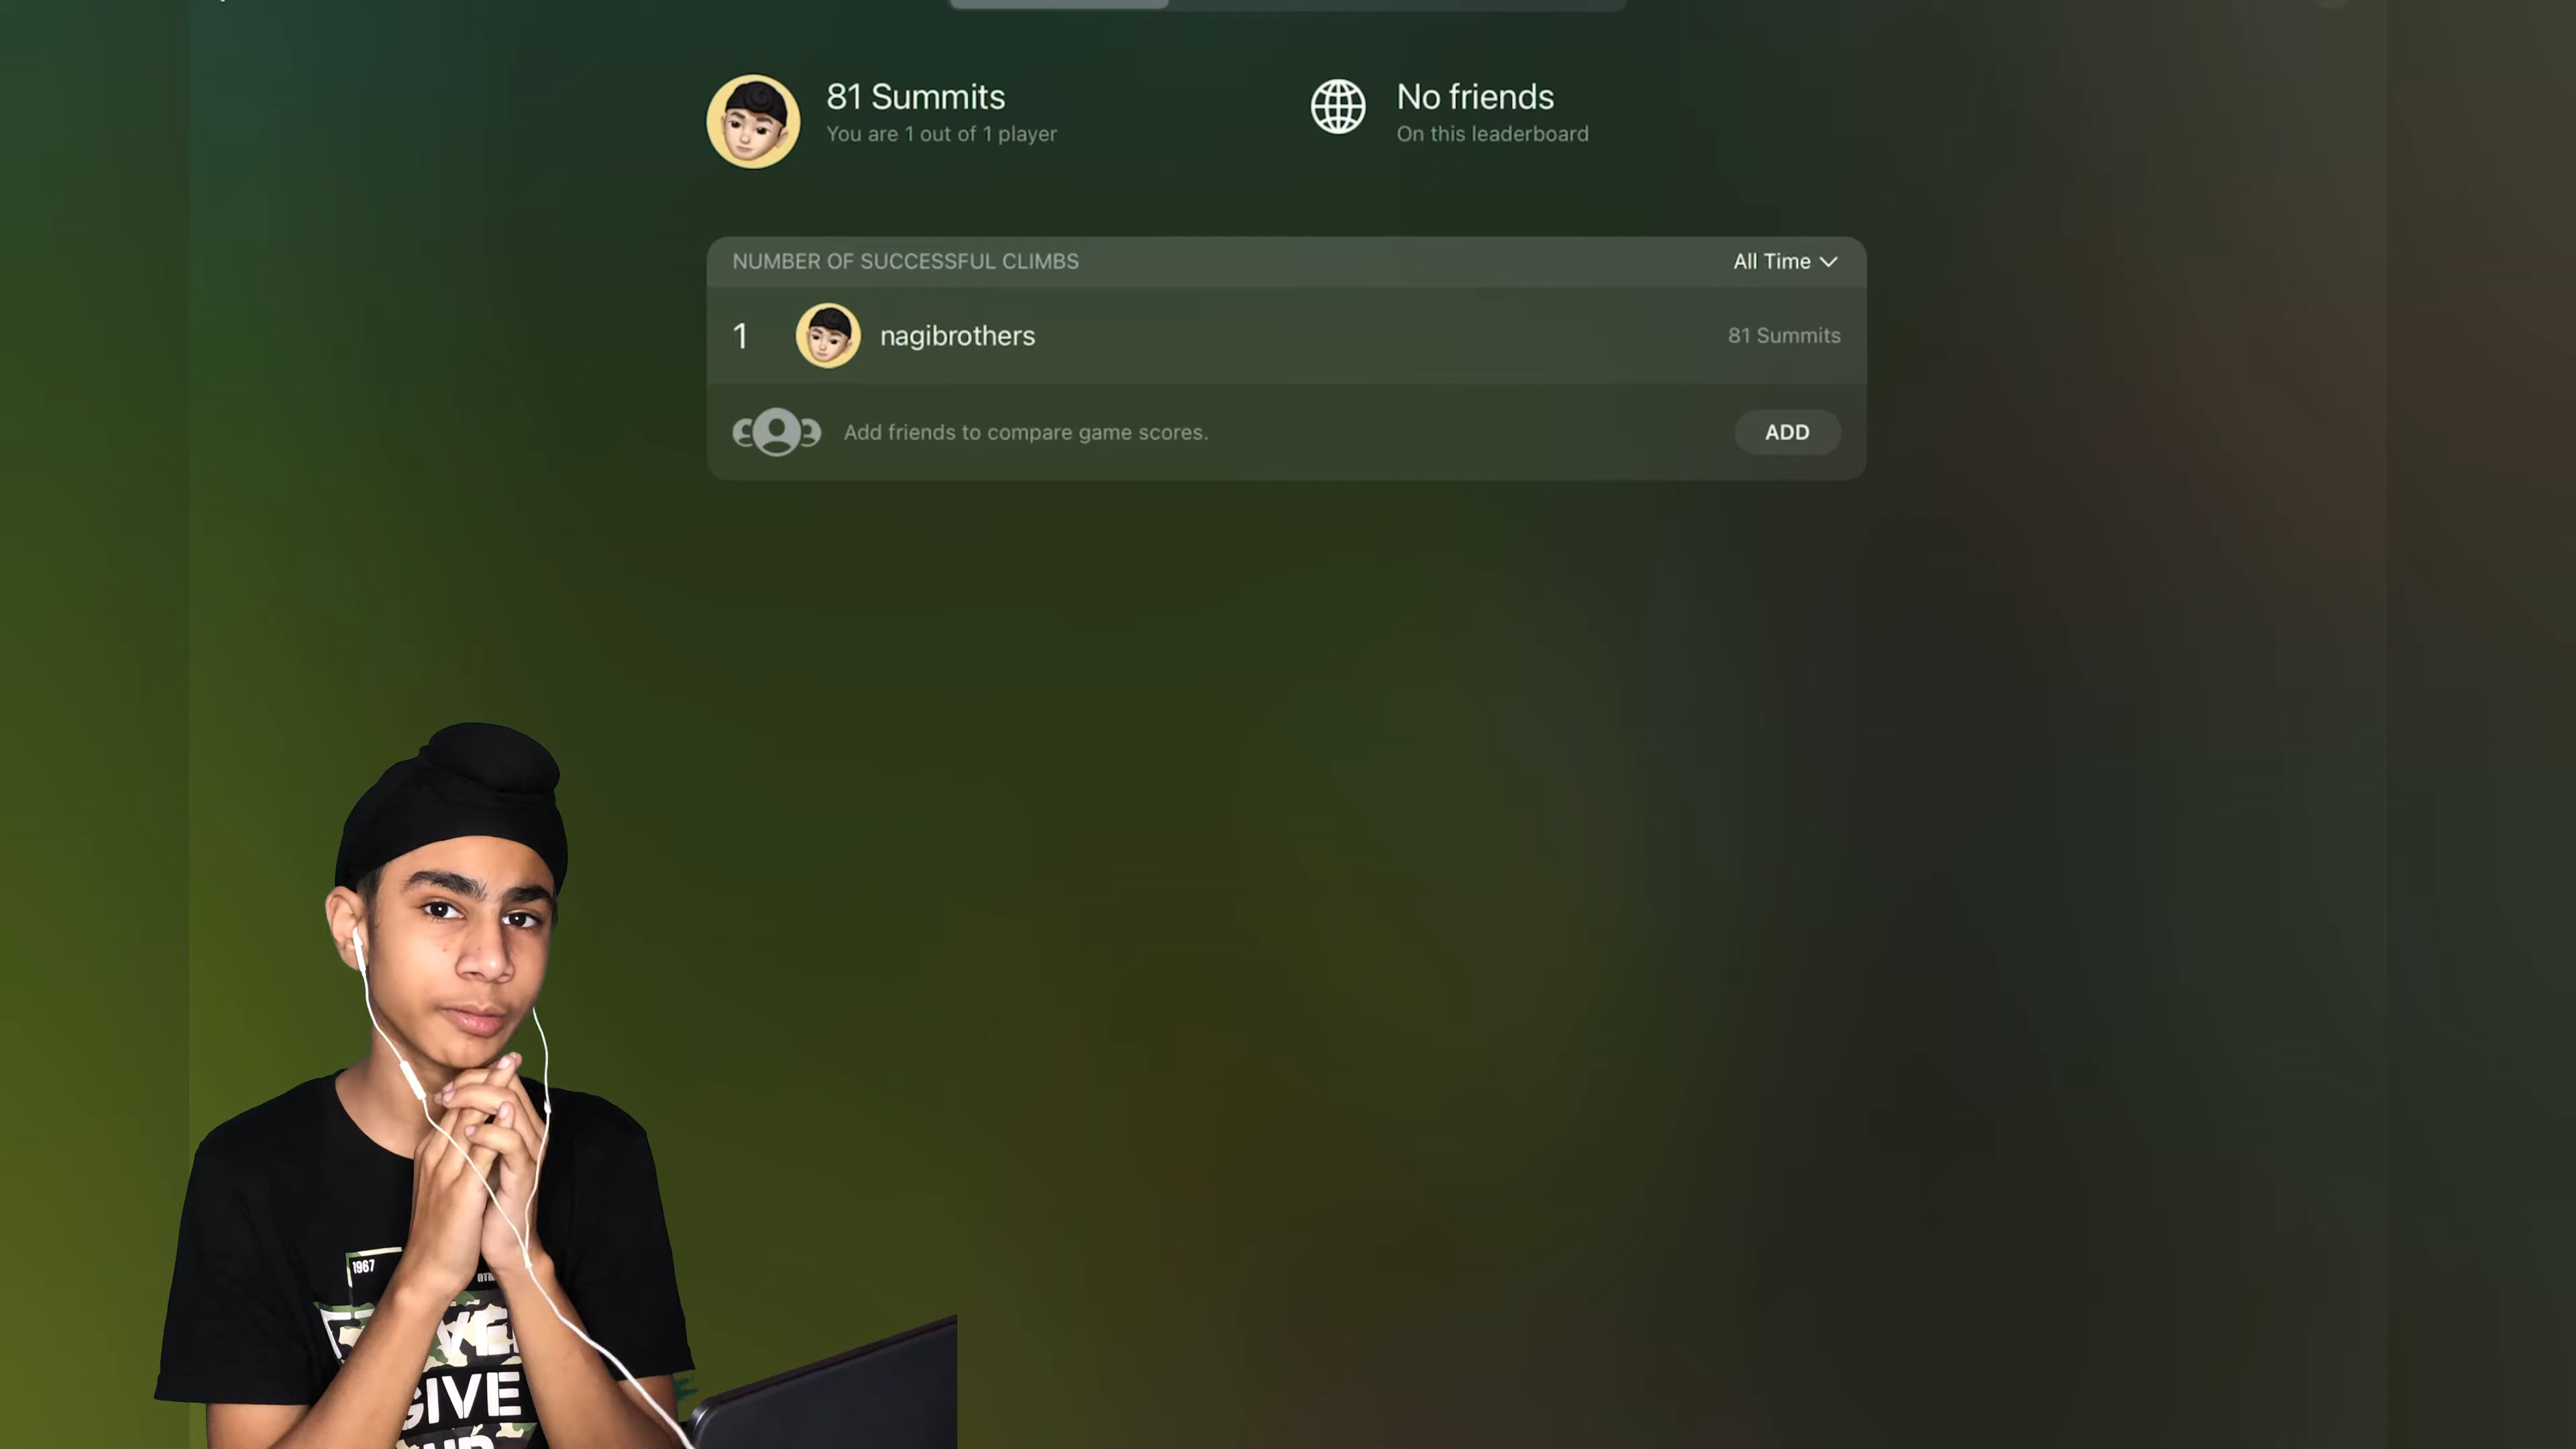 81 Summits
You are 1 out of 1 player
No friends
On this leaderboard
NUMBER OF SUCCESSFUL CLIMBS
All Time
1
nagibrothers
81 Summits
Add friends to compare game scores.
ADD
1967
GIVE